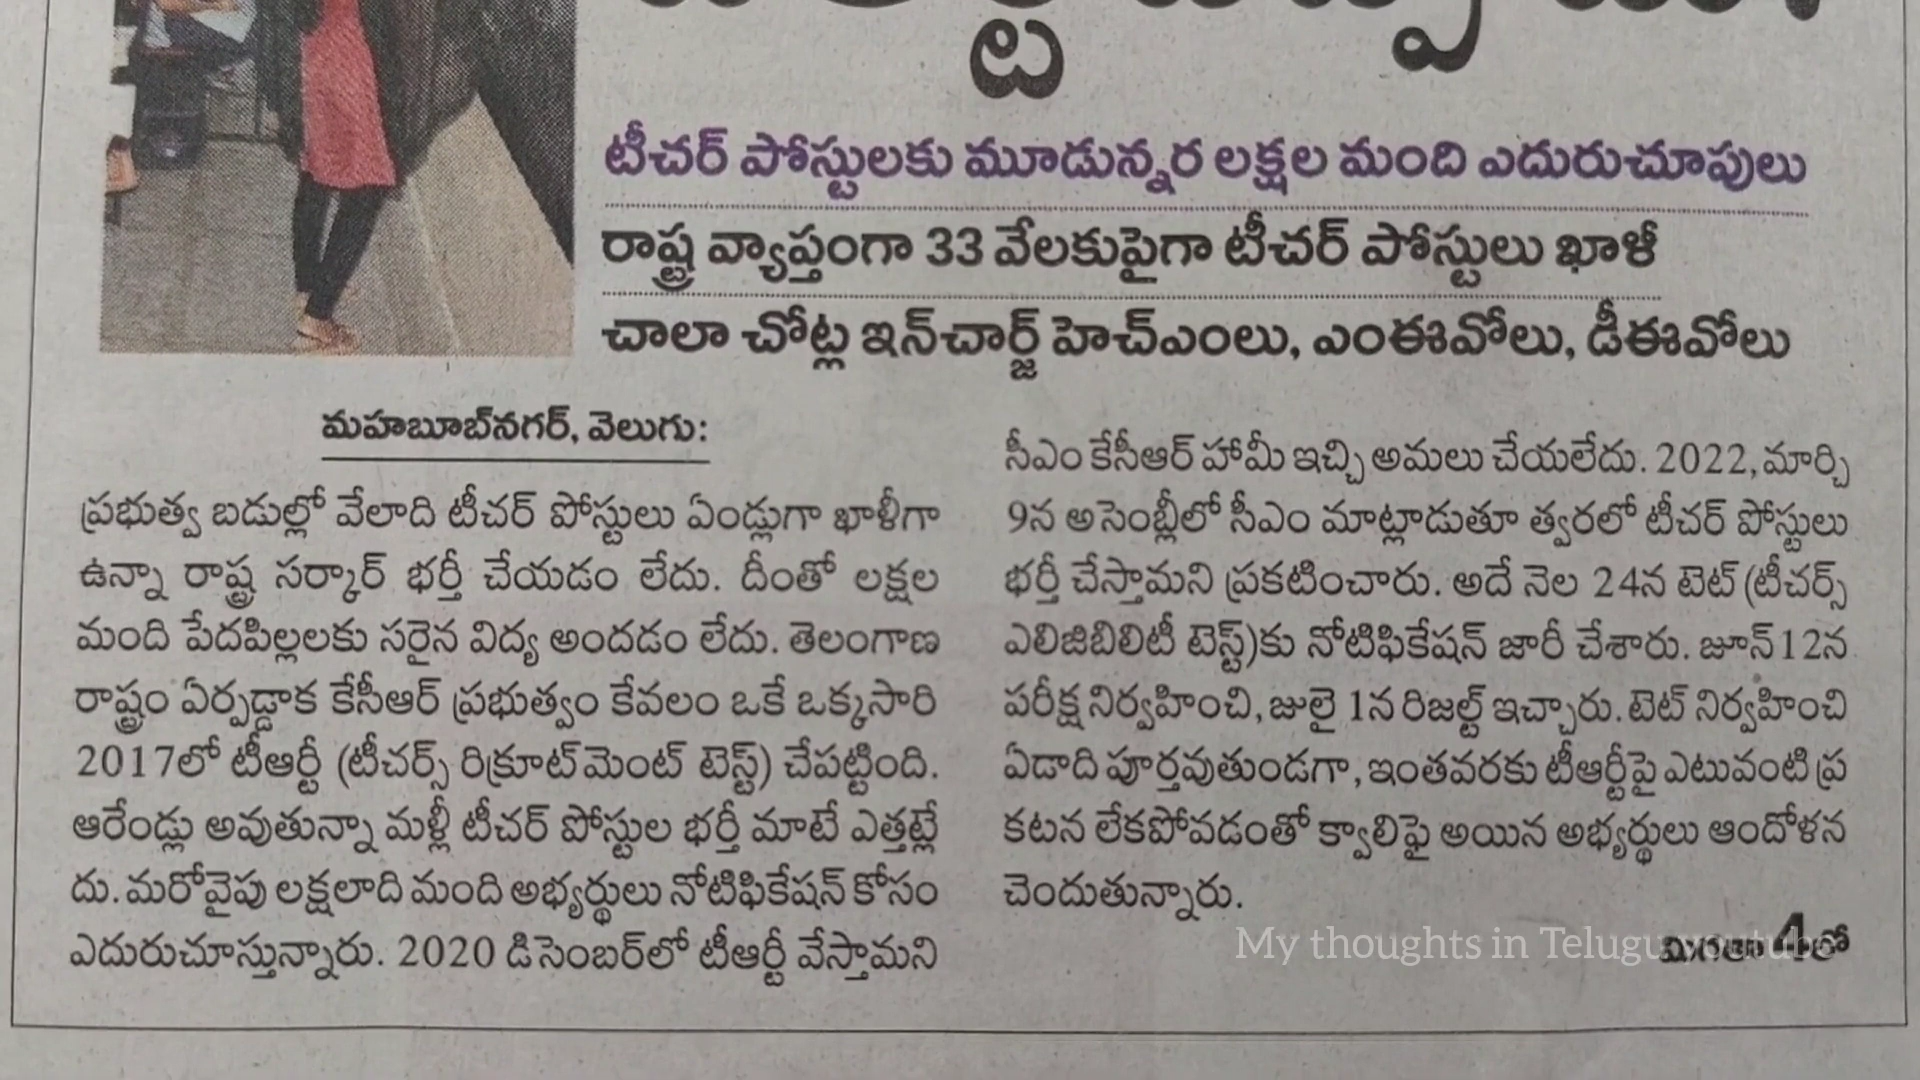 టీచర్ పోస్టులకు మూడున్నర లక్షల మంది ఎదురుచూపులు
రాష్ట్ర వ్యాప్తంగా 33 వేలకుపైగా టీచర్ పోస్టులు ఖాళీ
చాలా చోట్ల ఇన్‌చార్జ్ హెచ్ఎంలు, ఎంఈవోలు, డీఈవోలు
మహబూబ్‌నగర్, వెలుగు:
ప్రభుత్వ బడుల్లో వేలాది టీచర్ పోస్టులు ఏండ్లుగా ఖాళీగా
ఉన్నా రాష్ట్ర సర్కార్ భర్తీ చేయడం లేదు. దీంతో లక్షల
మంది పేదపిల్లలకు సరైన విద్య అందడం లేదు. తెలంగాణ
రాష్ట్రం ఏర్పడ్డాక కేసీఆర్ ప్రభుత్వం కేవలం ఒకే ఒక్కసారి
2017లో టీఆర్టీ (టీచర్స్ రిక్రూట్‌మెంట్ టెస్ట్) చేపట్టింది.
ఆరేండ్లు అవుతున్నా మళ్లీ టీచర్ పోస్టుల భర్తీ మాటే ఎత్తట్లే
దు. మరోవైపు లక్షలాది మంది అభ్యర్థులు నోటిఫికేషన్ కోసం
ఎదురుచూస్తున్నారు. 2020 డిసెంబర్‌లో టీఆర్టీ వేస్తామని
సీఎం కేసీఆర్ హామీ ఇచ్చి అమలు చేయలేదు. 2022, మార్చి
9న అసెంబ్లీలో సీఎం మాట్లాడుతూ త్వరలో టీచర్ పోస్టులు
భర్తీ చేస్తామని ప్రకటించారు. అదే నెల 24న టెట్ (టీచర్స్
ఎలిజిబిలిటీ టెస్ట్)కు నోటిఫికేషన్ జారీ చేశారు. జూన్ 12న
పరీక్ష నిర్వహించి, జులై 1న రిజల్ట్ ఇచ్చారు. టెట్ నిర్వహించి
ఏడాది పూర్తవుతుండగా, ఇంతవరకు టీఆర్టీపై ఎటువంటి ప్ర
కటన లేకపోవడంతో క్వాలిఫై అయిన అభ్యర్థులు ఆందోళన
చెందుతున్నారు.
మిగతా 4లో
My thoughts in Telugu youtube